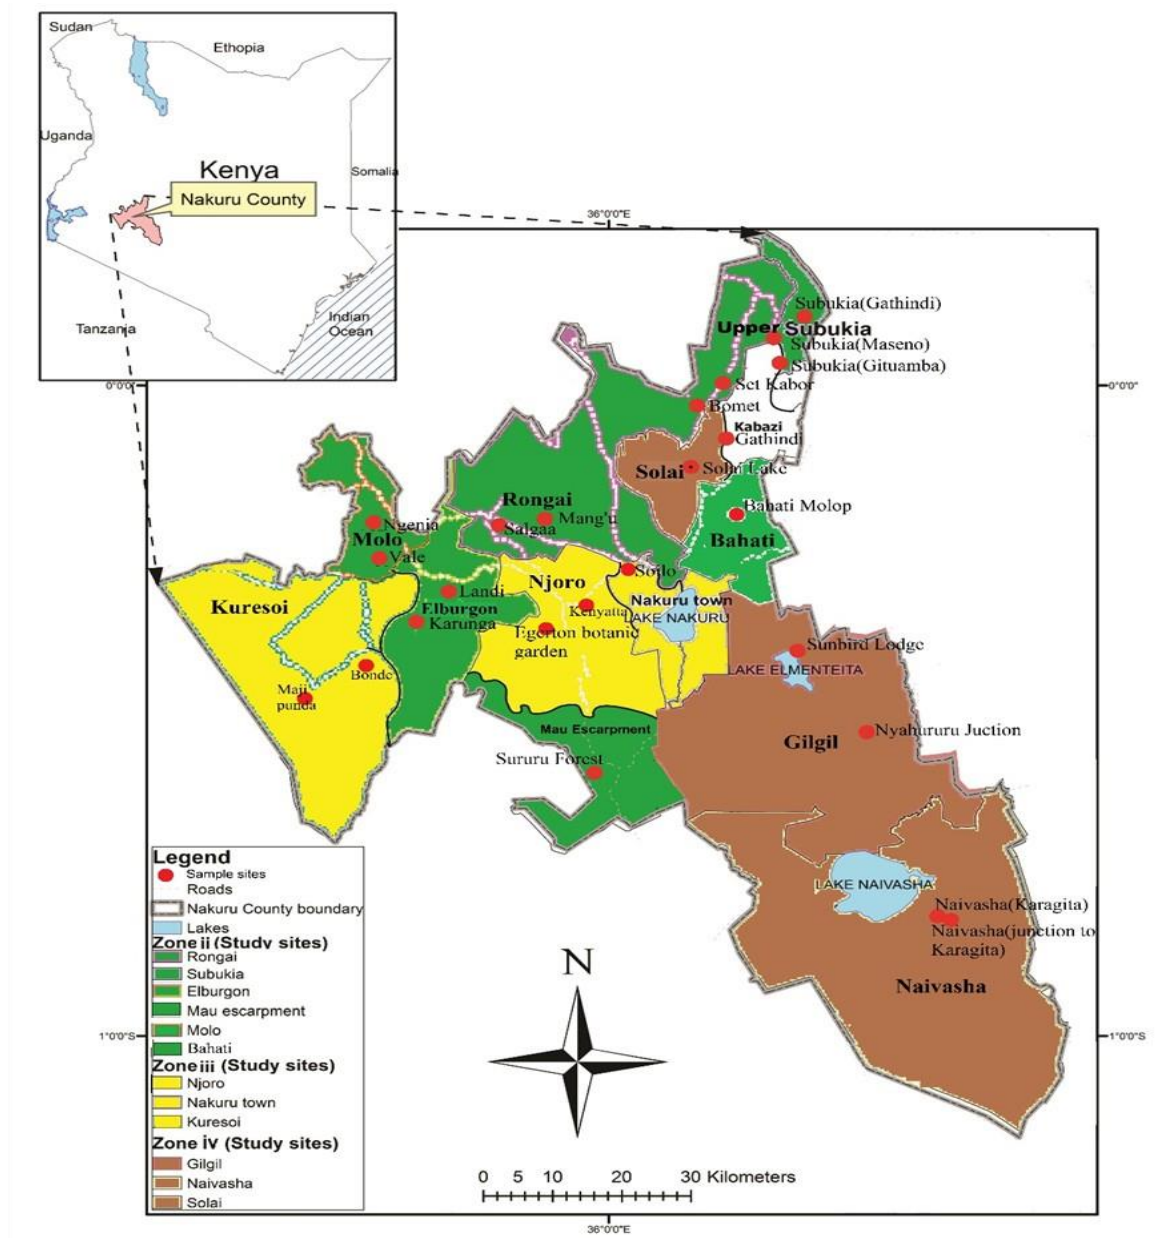 Sudan
Ethopia
Uganda
Kenya
Somalia
Nakuru County
Tanzania
Indian
Ocean
36°0'0"E
0°0'0"
0°0'0"
Subukia(Gathindi)
Upper Subukia
Subukia(Maseno)
Subukia(Gituamba)
Set Kabor
Bomet
Kabazi
Gathindi
Solai
Solai Lake
Rongai
Mang'u
Salgaa
Ngenia
Molo
Vale
Bahati Molop
Bahati
Soilo
Njoro
Kuresoi
Landi
Elburgon
Karunga
Kenyatta
Nakuru town
LAKE NAKURU
Egerton botanic
garden
Sunbird Lodge
LAKE ELMENTEITA
Bonde
Maji
punda
Mau Escarpment
Gilgil
Nyahururu Juction
Sururu Forest
LAKE NAIVASHA
Naivasha(Karagita)
Naivasha(junction to
Karagita)
Naivasha
Legend
Sample sites
Roads
Nakuru County boundary
Lakes
Zone ii (Study sites)
Rongai
Subukia
Elburgon
Mau escarpment
Molo
Bahati
Zone iii (Study sites)
Njoro
Nakuru town
Kuresoi
Zone iv (Study sites)
Gilgil
Naivasha
Solai
N
1°0'0"S
1°0'0"S
0 5 10 20 30 Kilometers
36°0'0"E